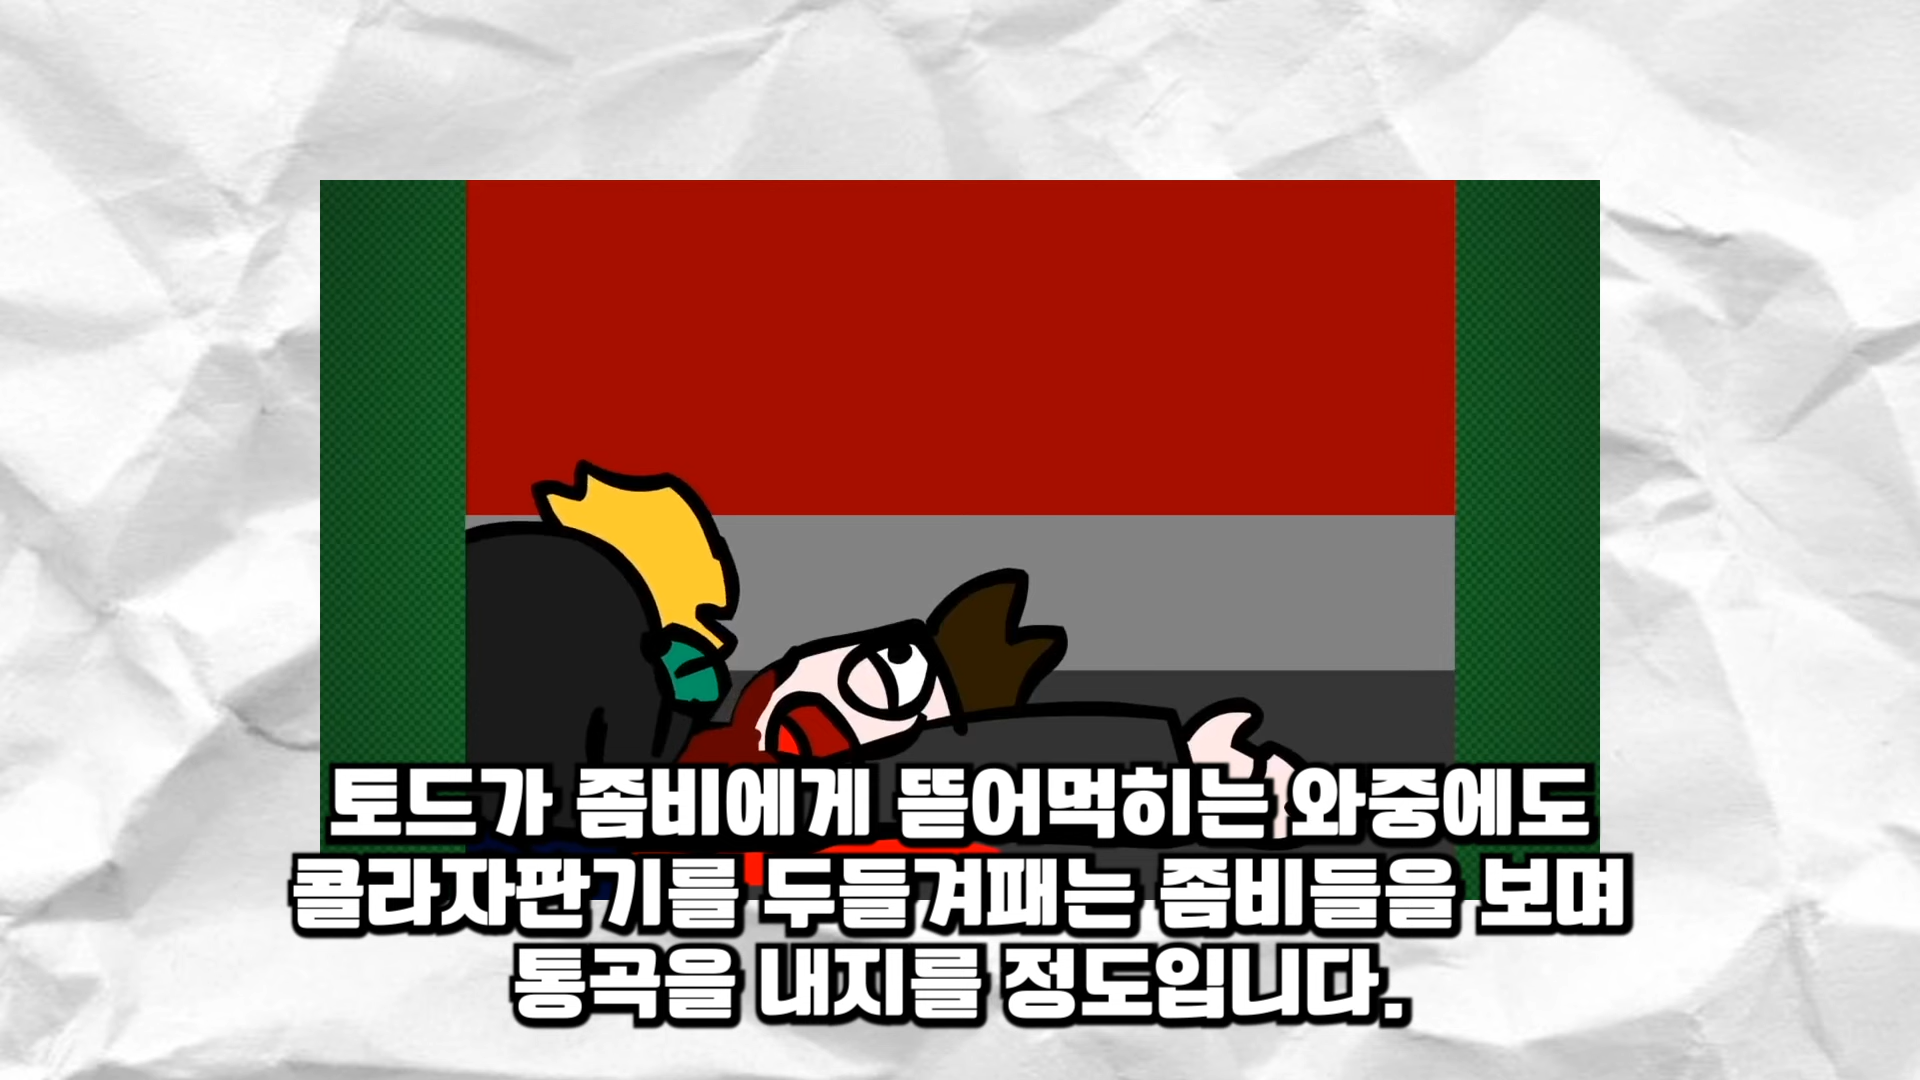 토드가 좀비에게 뜯어먹히는 와중에도
콜라자판기를 두들겨패는 좀비들을 보며
통곡을 내지를 정도입니다.